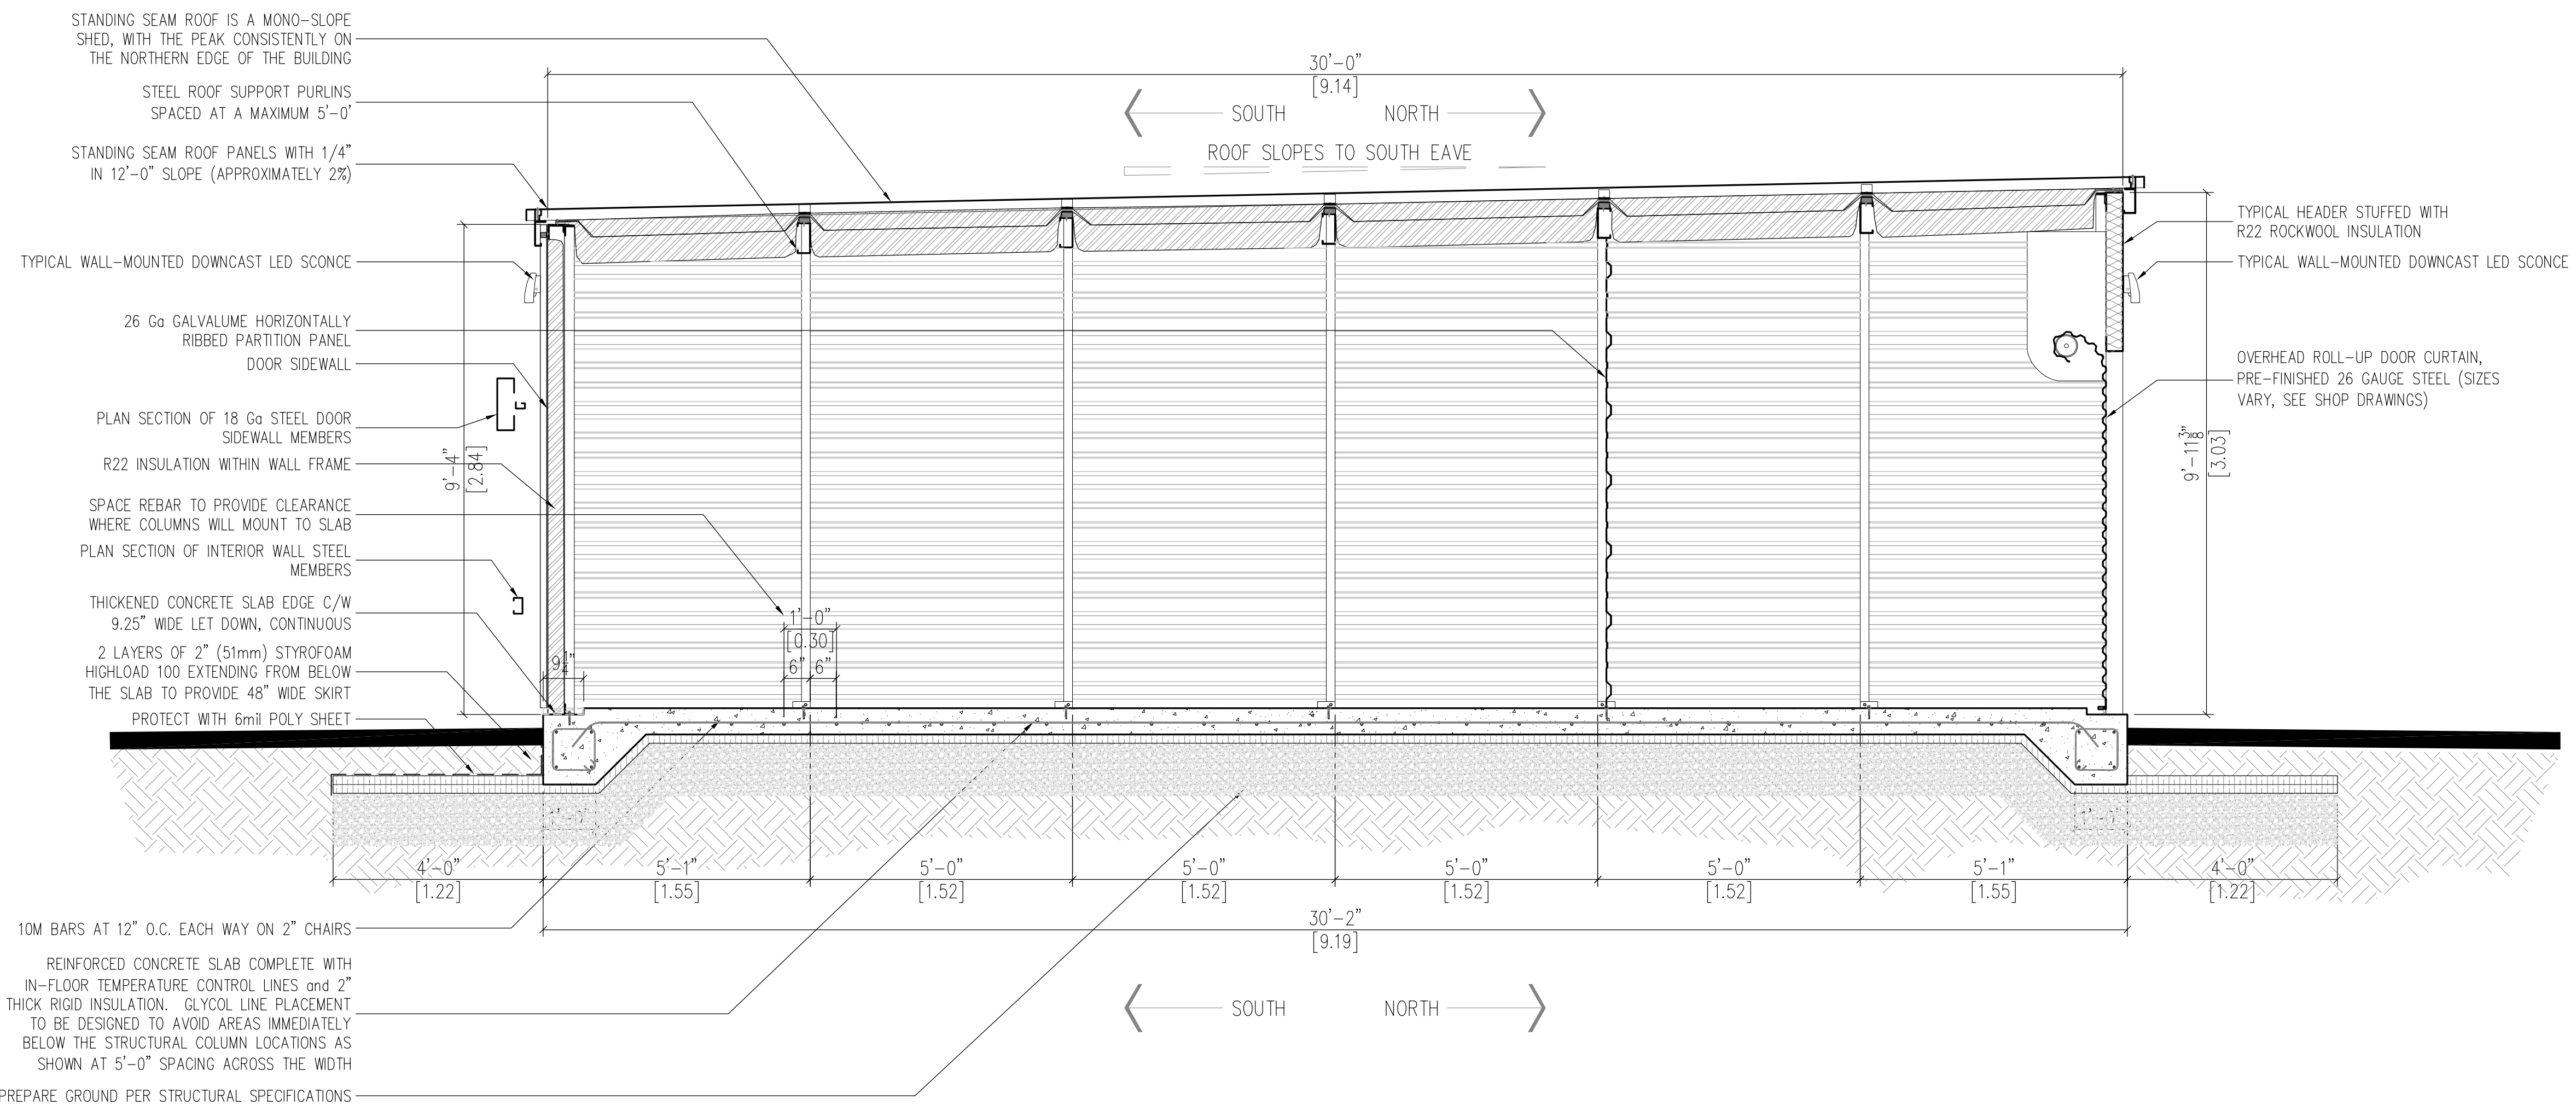 STANDING SEAM ROOF IS A MONO-SLOPE
SHED, WITH THE PEAK CONSISTENTLY ON
THE NORTHERN EDGE OF THE BUILDING
STEEL ROOF SUPPORT PURLINS
SPACED AT A MAXIMUM 5'-0'
STANDING SEAM ROOF PANELS WITH 1/4"
IN 12'-0" SLOPE (APPROXIMATELY 2%)
TYPICAL WALL-MOUNTED DOWNCAST LED SCONCE
26 Ga GALVALUME HORIZONTALLY
RIBBED PARTITION PANEL
DOOR SIDEWALL
PLAN SECTION OF 18 Ga STEEL DOOR
SIDEWALL MEMBERS
R22 INSULATION WITHIN WALL FRAME
SPACE REBAR TO PROVIDE CLEARANCE
WHERE COLUMNS WILL MOUNT TO SLAB
PLAN SECTION OF INTERIOR WALL STEEL
MEMBERS
THICKENED CONCRETE SLAB EDGE C/W
9.25" WIDE LET DOWN, CONTINUOUS
2 LAYERS OF 2" (51mm) STYROFOAM
HIGHLOAD 100 EXTENDING FROM BELOW
THE SLAB TO PROVIDE 48" WIDE SKIRT
PROTECT WITH 6mil POLY SHEET
10M BARS AT 12" O.C. EACH WAY ON 2" CHAIRS
REINFORCED CONCRETE SLAB COMPLETE WITH
IN-FLOOR TEMPERATURE CONTROL LINES and 2"
THICK RIGID INSULATION. GLYCOL LINE PLACEMENT
TO BE DESIGNED TO AVOID AREAS IMMEDIATELY
BELOW THE STRUCTURAL COLUMN LOCATIONS AS
SHOWN AT 5'-0" SPACING ACROSS THE WIDTH
PREPARE GROUND PER STRUCTURAL SPECIFICATIONS
30'-0"
[9.14]
SOUTH NORTH
ROOF SLOPES TO SOUTH EAVE
9'-4"
[2.84]
1'-0"
[0.30]
9 1/4"
6" 6"
TYPICAL HEADER STUFFED WITH
R22 ROCKWOOL INSULATION
TYPICAL WALL-MOUNTED DOWNCAST LED SCONCE
OVERHEAD ROLL-UP DOOR CURTAIN,
PRE-FINISHED 26 GAUGE STEEL (SIZES
VARY, SEE SHOP DRAWINGS)
9'-11 3/8"
[3.03]
1'-0"
4'-0" 5'-1" 5'-0" 5'-0" 5'-0" 5'-0" 5'-1" 4'-0"
[1.22] [1.55] [1.52] [1.52] [1.52] [1.52] [1.55] [1.22]
30'-2"
[9.19]
SOUTH NORTH